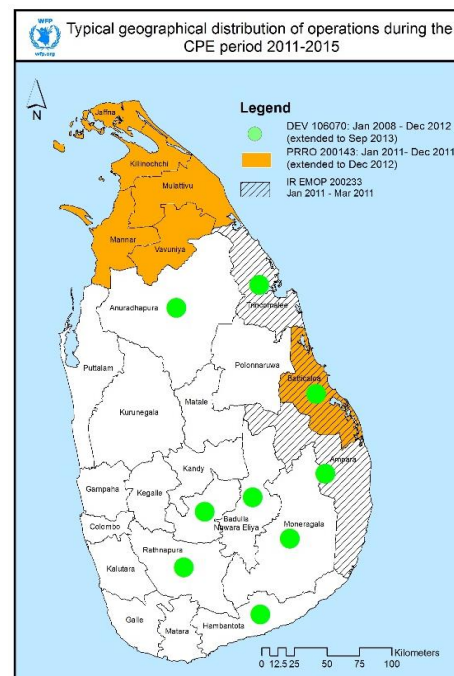 WFP
wfp.org
Typical geographical distribution of operations during the
CPE period 2011-2015
N
Legend
DEV 106070: Jan 2008 - Dec 2012
(extended to Sep 2013)
PRRO 200143: Jan 2011- Dec 2011
(extended to Dec 2012)
IR EMOP 200233
Jan 2011 - Mar 2011
Jaffna
Killinochchi
Mulattivu
Mannar
Vavuniya
Trincomalee
Anuradhapura
Polonnaruwa
Puttalam
Batticaloa
Kurunegala
Matale
Ampara
Kandy
Gampaha
Kegalle
Badulla
Nuwara Eliya
Moneragala
Colombo
Rathnapura
Kalutara
Galle
Matara
Hambantota
Kilometers
0 12.5 25 50 75 100